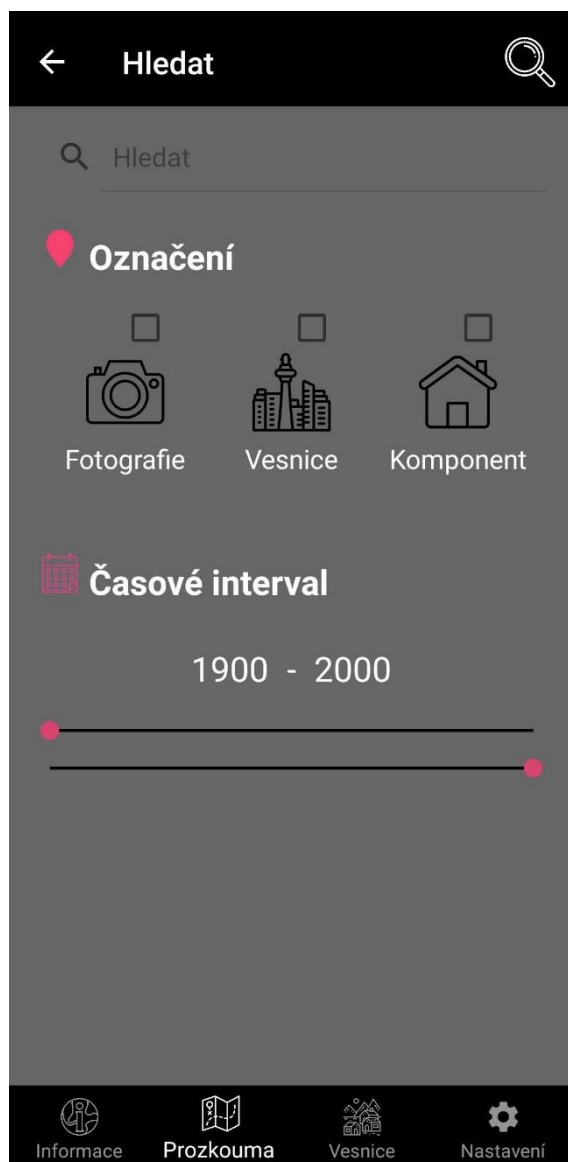 Hledat
Hledat
Označení
Fotografie Vesnice Komponent
Časové interval
1900 - 2000
Informace Prozkouma Vesnice Nastavení